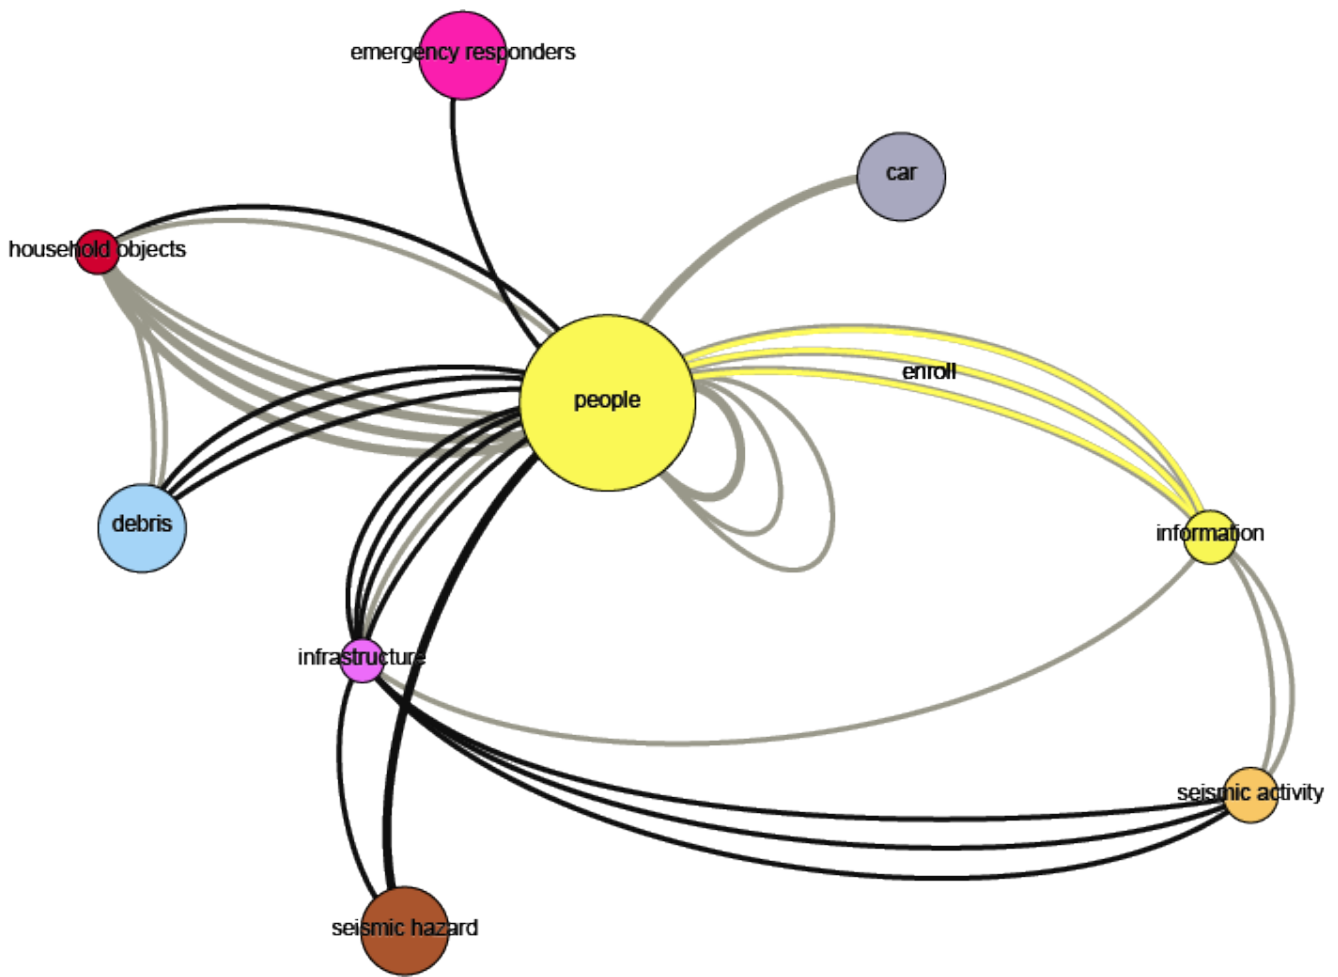 emergency responders
car
household objects
enroll
people
debris
information
infrastructure
seismic activity
seismic hazard